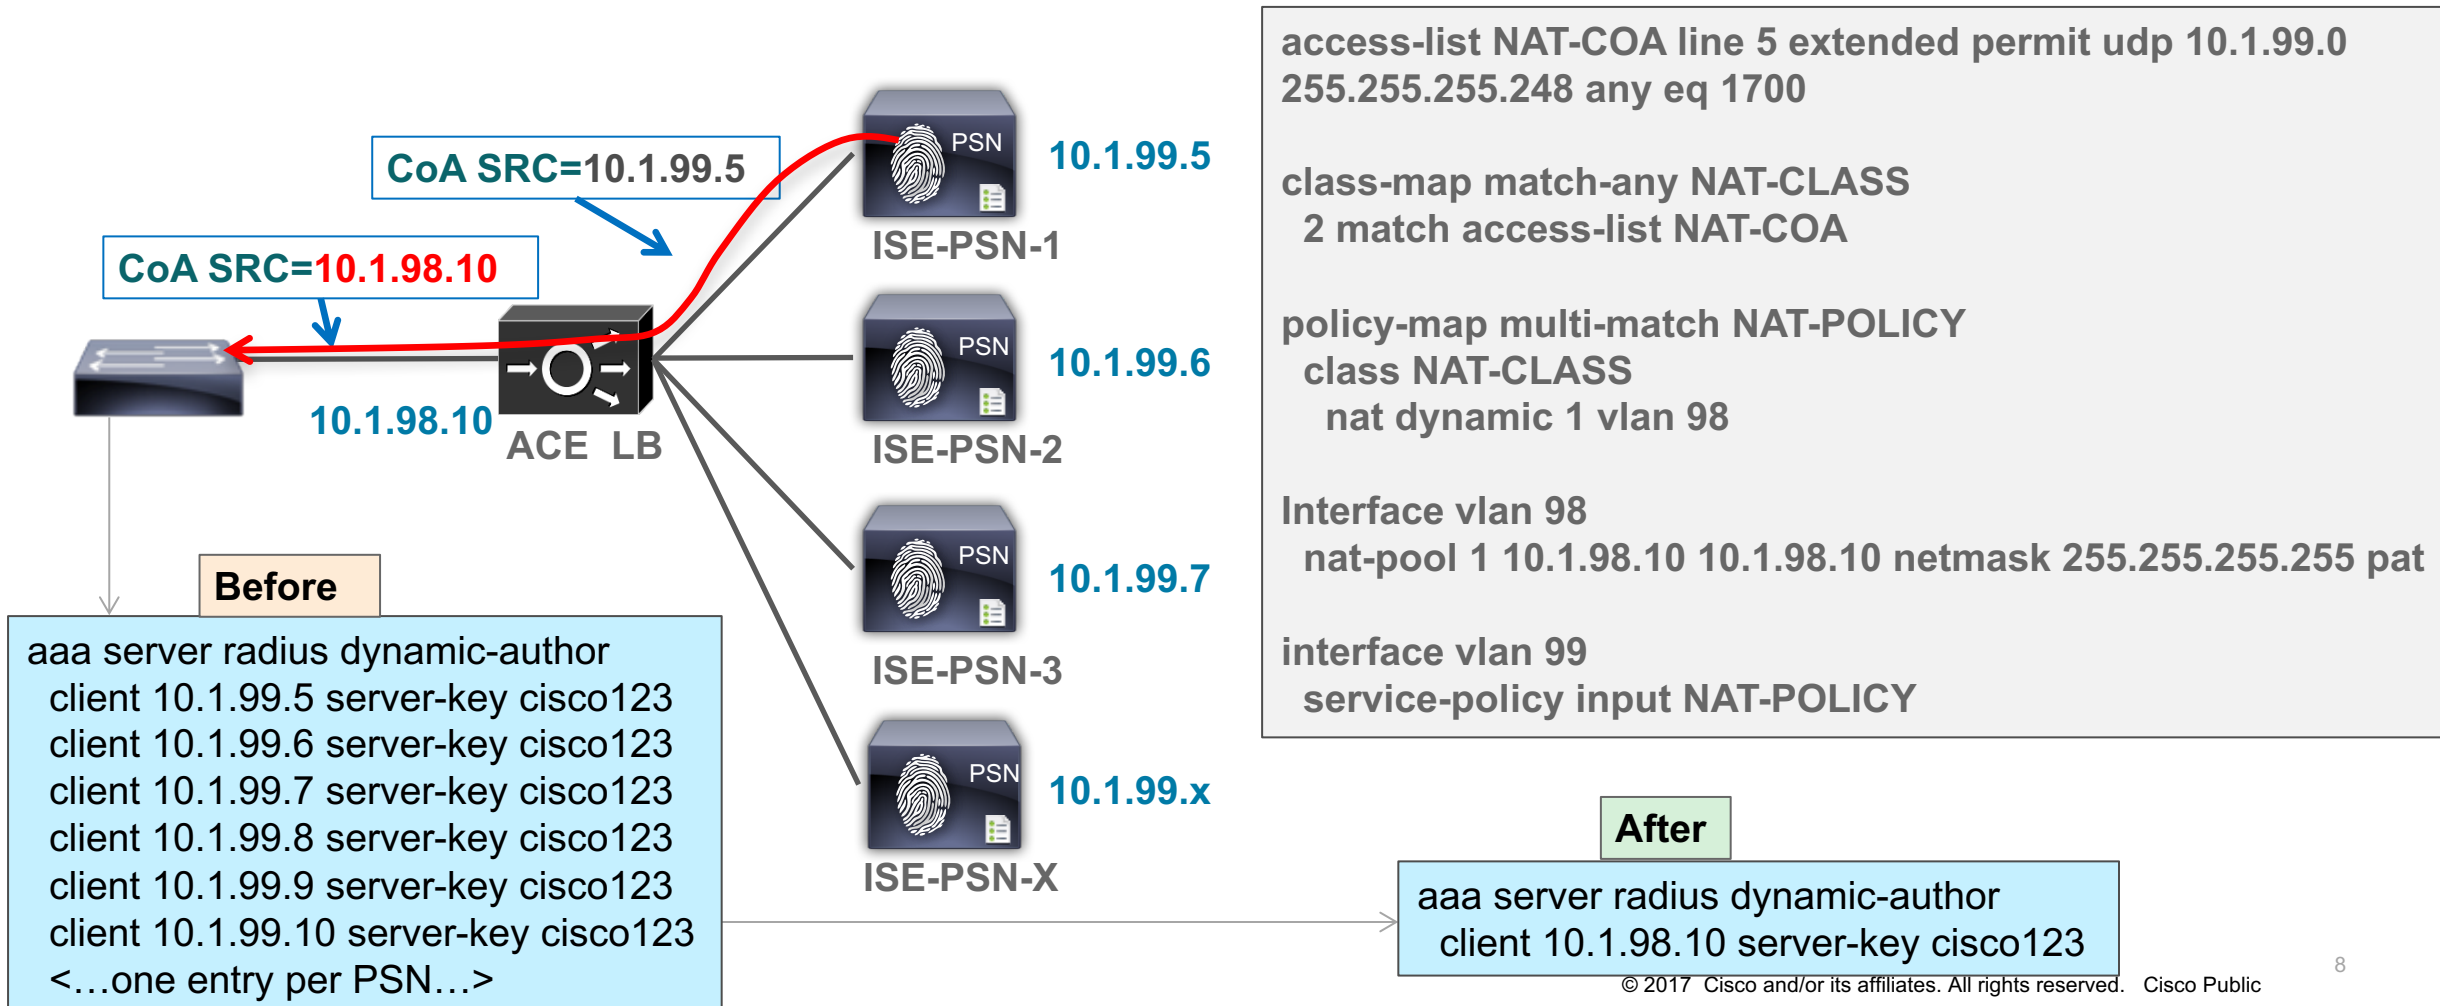 CoA SRC=10.1.99.5
CoA SRC=10.1.98.10
10.1.98.10
ACE LB
PSN
10.1.99.5
ISE-PSN-1
PSN
10.1.99.6
ISE-PSN-2
PSN
10.1.99.7
ISE-PSN-3
PSN
10.1.99.x
ISE-PSN-X
access-list NAT-COA line 5 extended permit udp 10.1.99.0
255.255.255.248 any eq 1700
class-map match-any NAT-CLASS
2 match access-list NAT-COA
policy-map multi-match NAT-POLICY
class NAT-CLASS
nat dynamic 1 vlan 98
Interface vlan 98
nat-pool 1 10.1.98.10 10.1.98.10 netmask 255.255.255.255 pat
interface vlan 99
service-policy input NAT-POLICY
Before
aaa server radius dynamic-author
client 10.1.99.5 server-key cisco123
client 10.1.99.6 server-key cisco123
client 10.1.99.7 server-key cisco123
client 10.1.99.8 server-key cisco123
client 10.1.99.9 server-key cisco123
client 10.1.99.10 server-key cisco123
<…one entry per PSN…>
After
aaa server radius dynamic-author
client 10.1.98.10 server-key cisco123
© 2017 Cisco and/or its affiliates. All rights reserved. Cisco Public
8